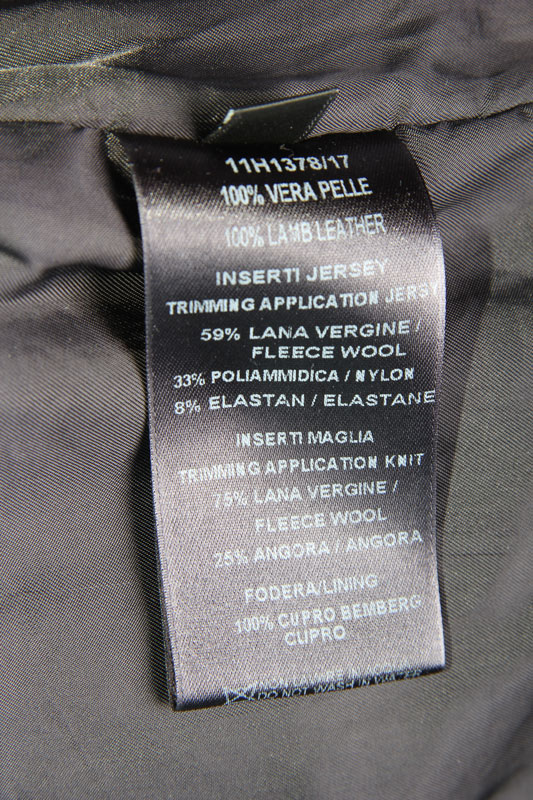 11H1378/17
100% VERA PELLE
100% LAMB LEATHER
INSERTI JERSEY
TRIMMING APPLICATION JERSY
59% LANA VERGINE /
FLEECE WOOL
33% POLIAMMIDICA / NYLON
8% ELASTAN / ELASTANE
INSERTI MAGLIA
TRIMMING APPLICATION KNIT
75% LANA VERGINE /
FLEECE WOOL
25% ANGORA / ANGORA
FODERA/LINING
100% CUPRO BEMBERG
CUPRO
DO NOT WASH IN WATER